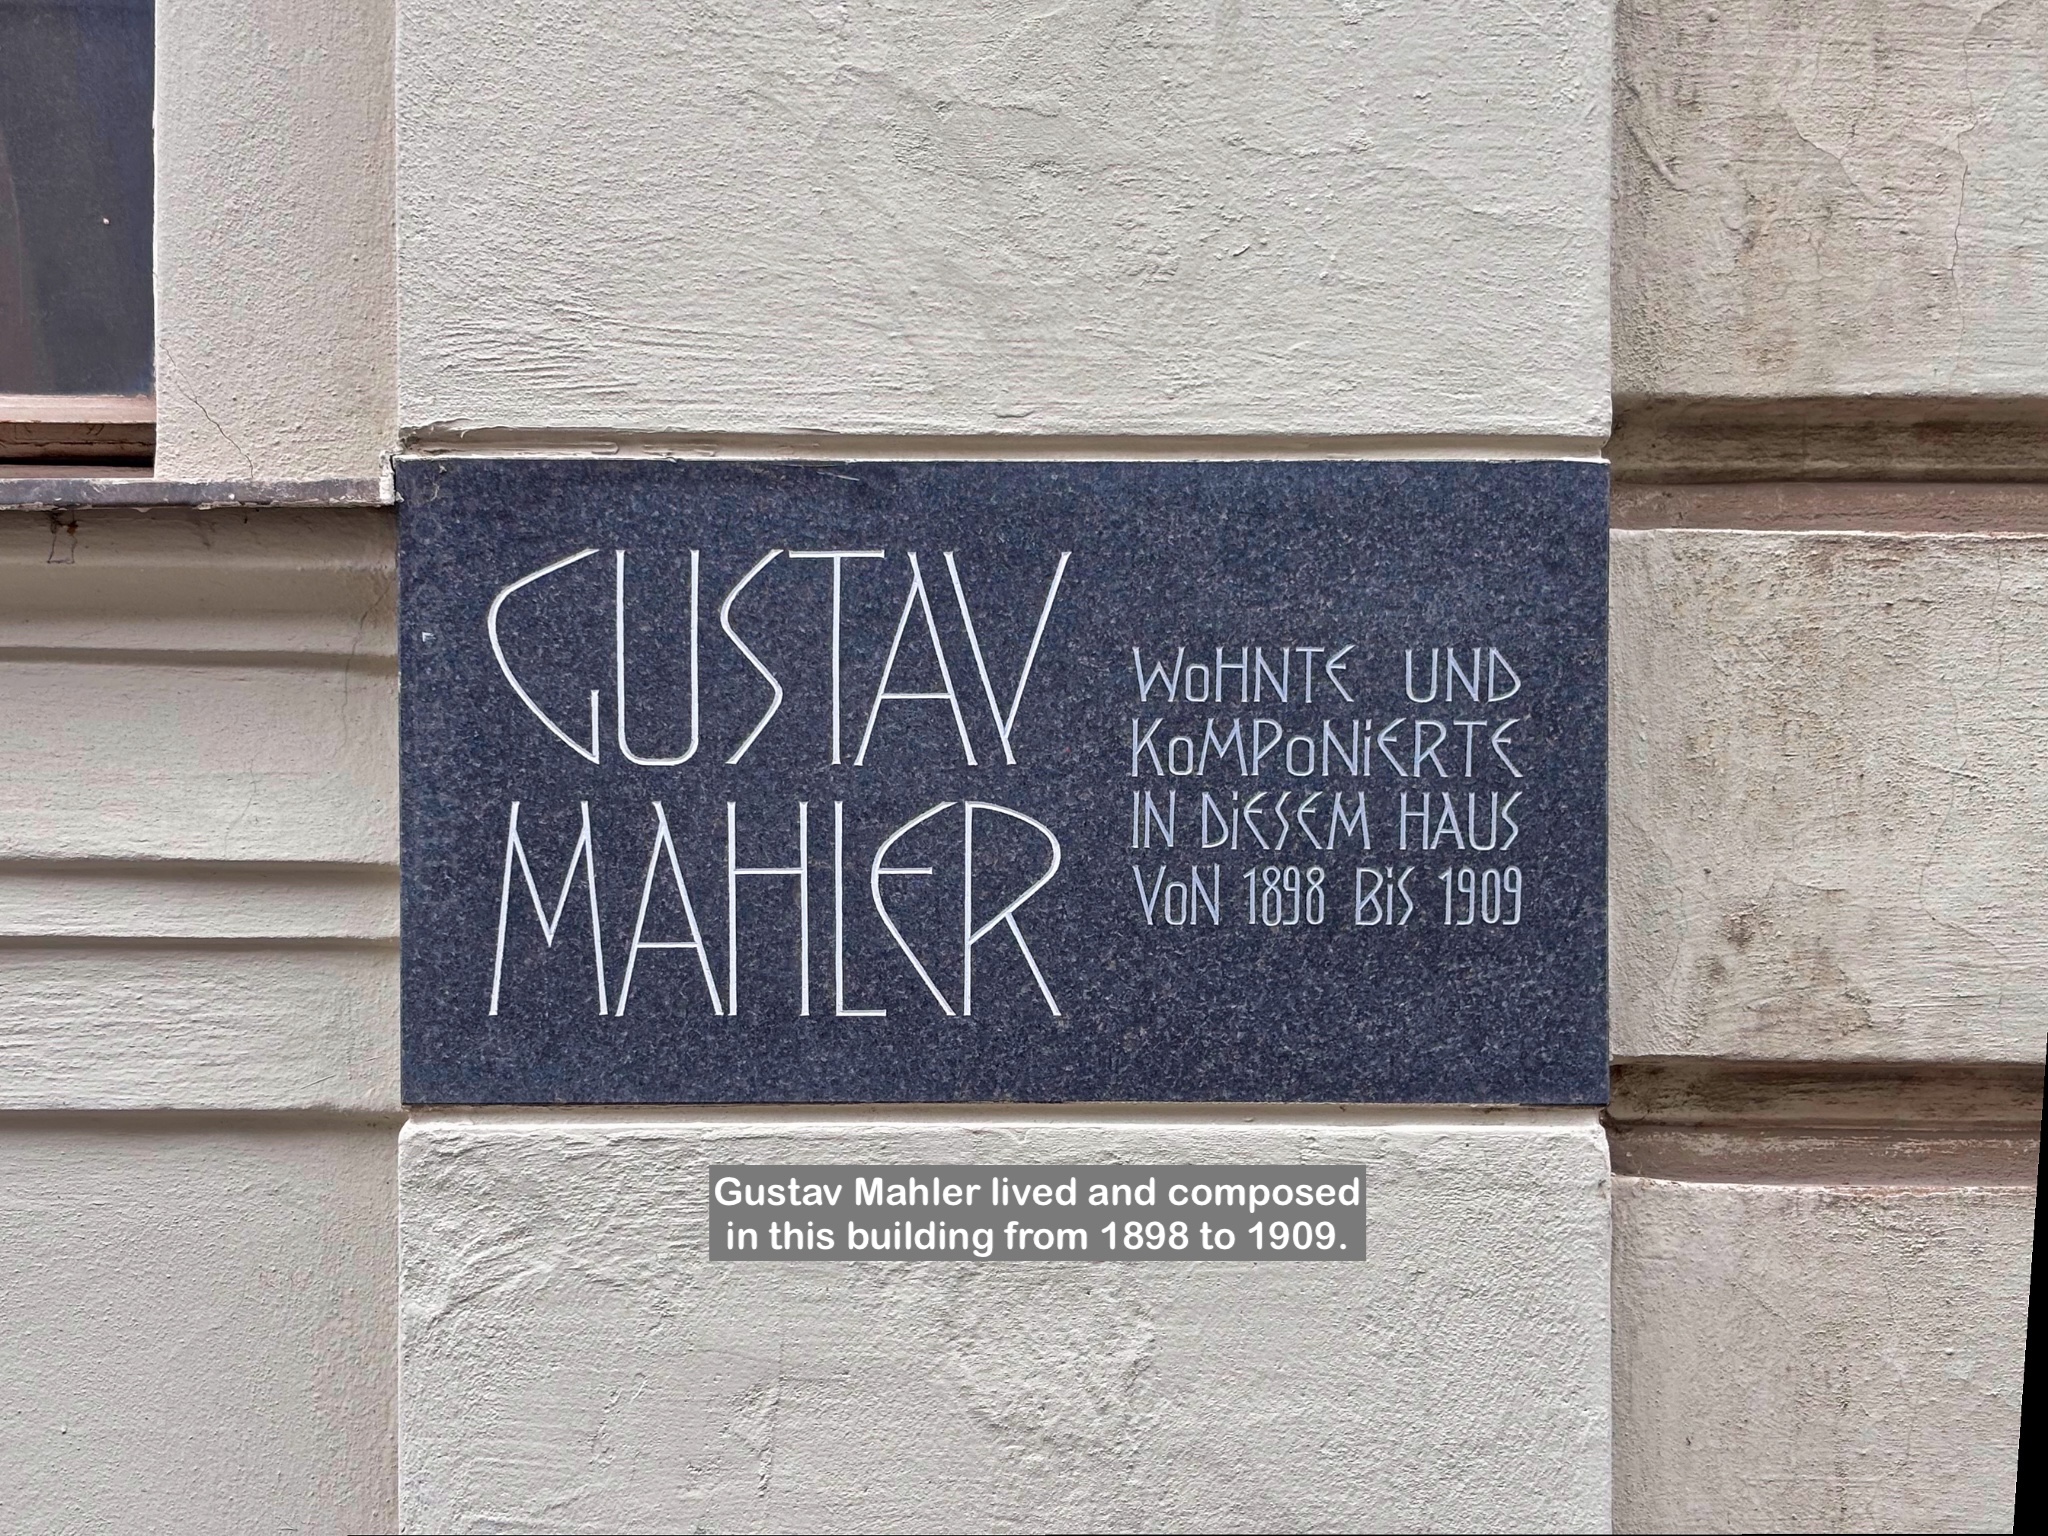 GUSTAV
MAHLER
WoHNTE UND
KoMPoNiERTE
IN DiESEM HAUS
VoN 1898 BiS 1909
Gustav Mahler lived and composed
in this building from 1898 to 1909.